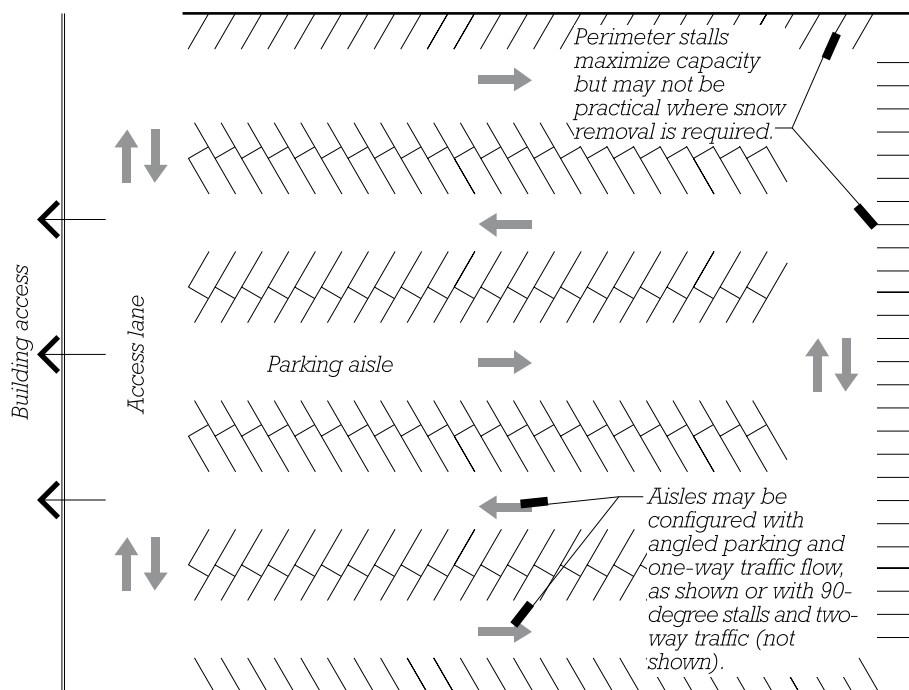 Perimeter stalls
maximize capacity
but may not be
practical where snow
removal is required.
Building access
Access lane
Parking aisle
Aisles may be
configured with
angled parking and
one-way traffic flow,
as shown or with 90-
degree stalls and two-
way traffic (not
shown).